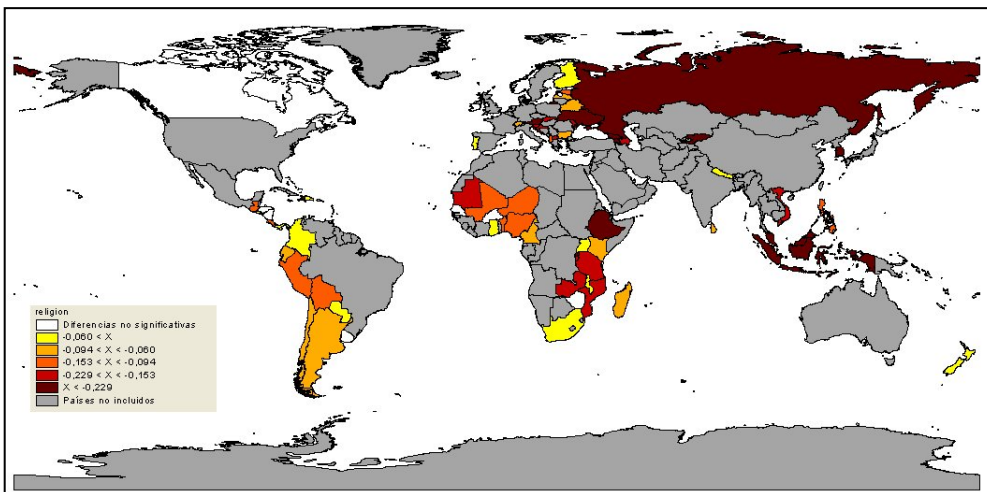 religion
Diferencias no significativas
-0,060 < X
-0,094 < X < -0,060
-0,153 < X < -0,094
-0,229 < X < -0,153
X < -0,229
Países no incluidos